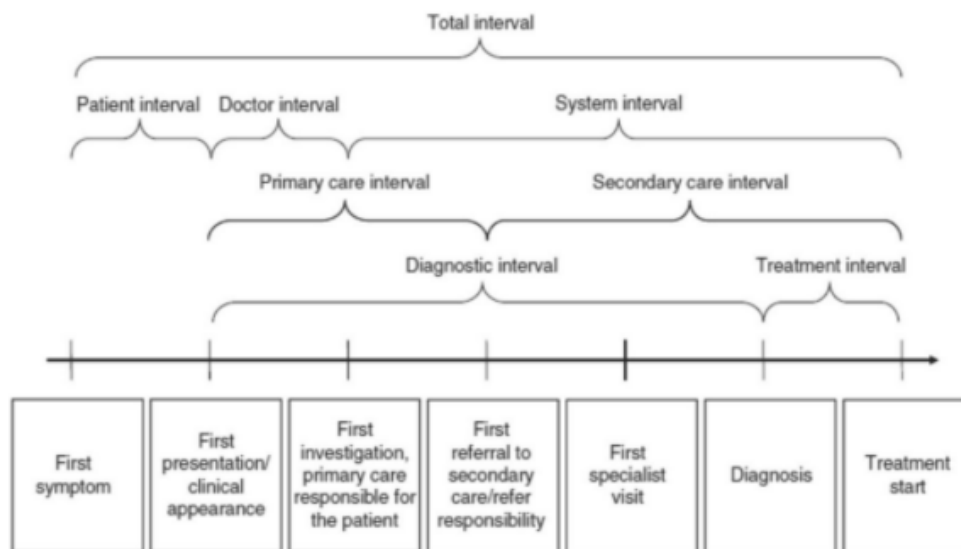 Total interval
Patient interval
Doctor interval
System interval
Primary care interval
Secondary care interval
Diagnostic interval
Treatment interval
First
symptom
First
presentation/
clinical
appearance
First
investigation,
primary care
responsible for
the patient
First
referral to
secondary
care/refer
responsibility
First
specialist
visit
Diagnosis
Treatment
start